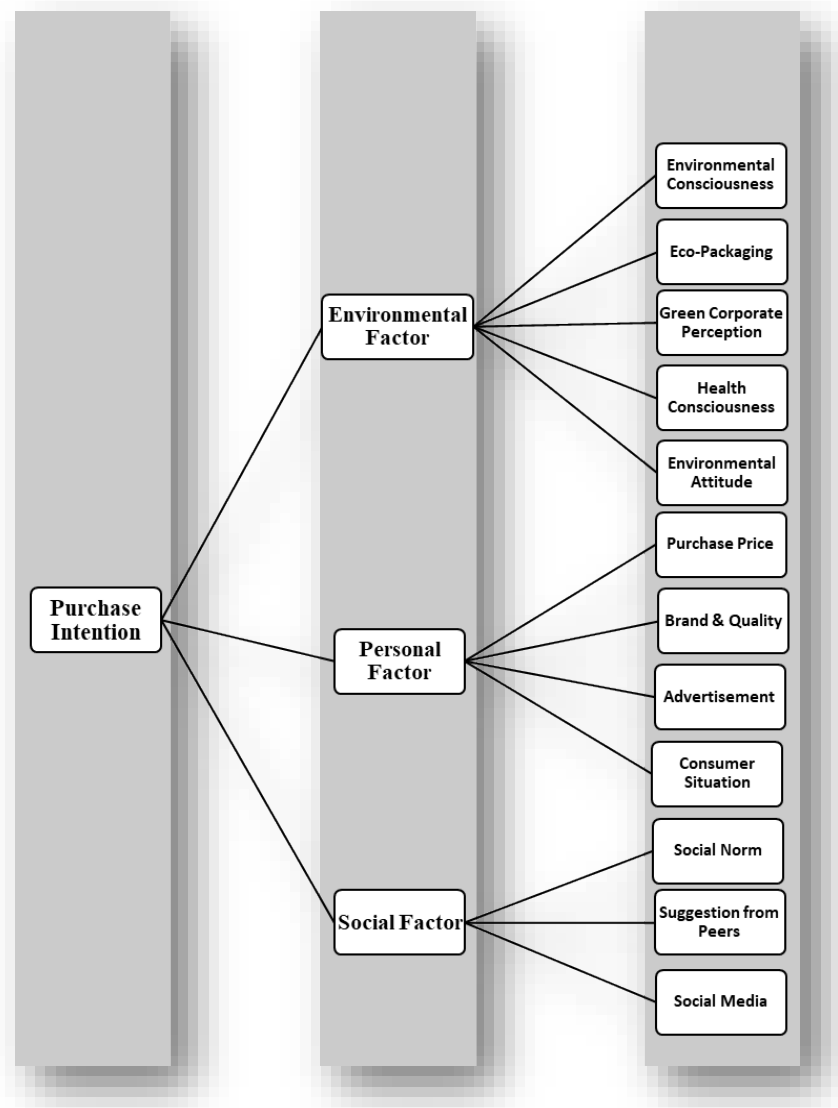 Purchase
Intention
Environmental
Factor
Personal
Factor
Social Factor
Environmental
Consciousness
Eco-Packaging
Green Corporate
Perception
Health
Consciousness
Environmental
Attitude
Purchase Price
Brand & Quality
Advertisement
Consumer
Situation
Social Norm
Suggestion from
Peers
Social Media